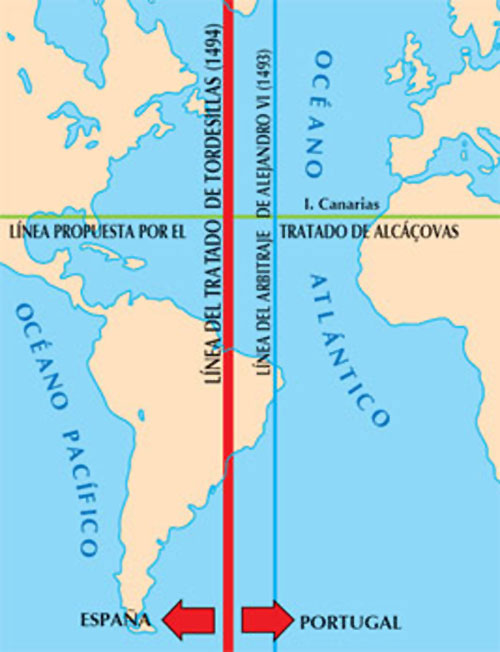 LÍNEA DEL TRATADO DE TORDESILLAS (1494)
LÍNEA DEL ARBITRAJE DE ALEJANDRO VI (1493)
OCÉANO
ATLÁNTICO
I. Canarias
LÍNEA PROPUESTA POR EL TRATADO DE ALCÁÇOVAS
OCÉANO PACÍFICO
ESPAÑA
PORTUGAL